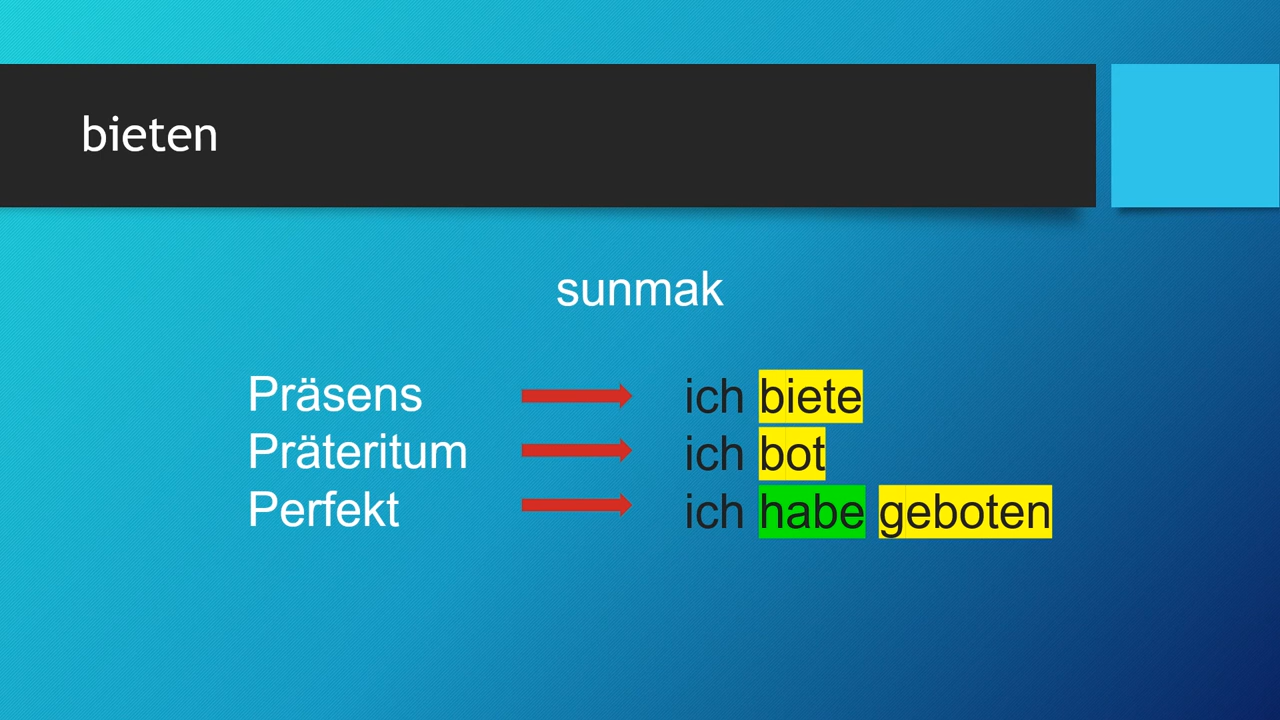 bieten
sunmak
Präsens ich biete
Präteritum ich bot
Perfekt ich habe geboten